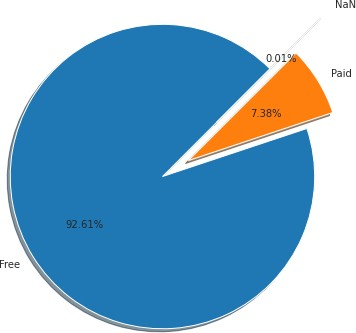 NaN
0.01%
Paid
7.38%
92.61%
Free